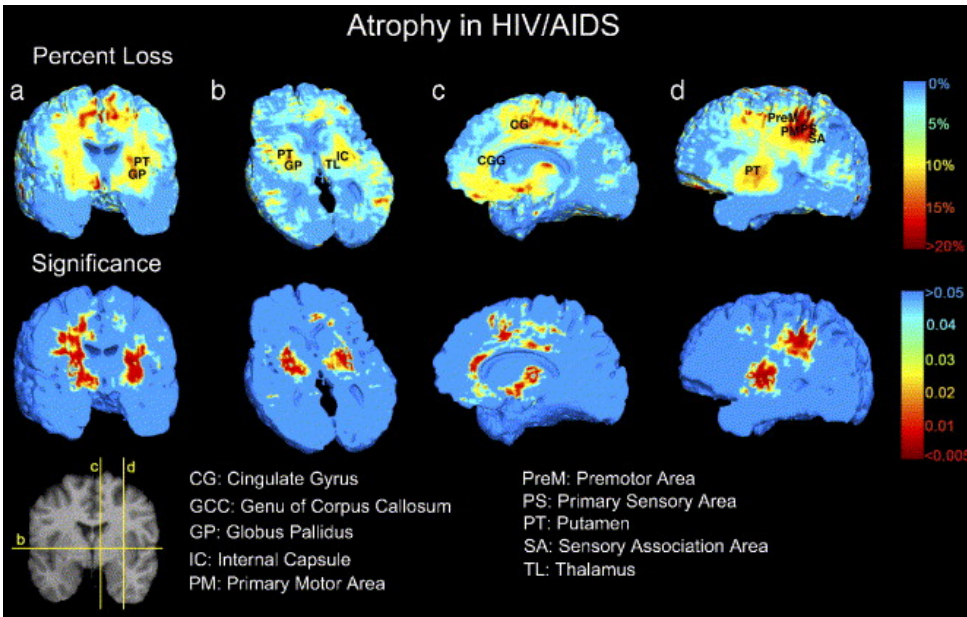 Atrophy in HIV/AIDS
Percent Loss
a
b
c
d
PT
GP
PT
GP
IC
TL
CG
CGG
PreM
PMPS
SA
PT
0%
5%
10%
15%
>20%
Significance
>0.05
0.04
0.03
0.02
0.01
<0.005
c
d
b
CG: Cingulate Gyrus
GCC: Genu of Corpus Callosum
GP: Globus Pallidus
IC: Internal Capsule
PM: Primary Motor Area
PreM: Premotor Area
PS: Primary Sensory Area
PT: Putamen
SA: Sensory Association Area
TL: Thalamus